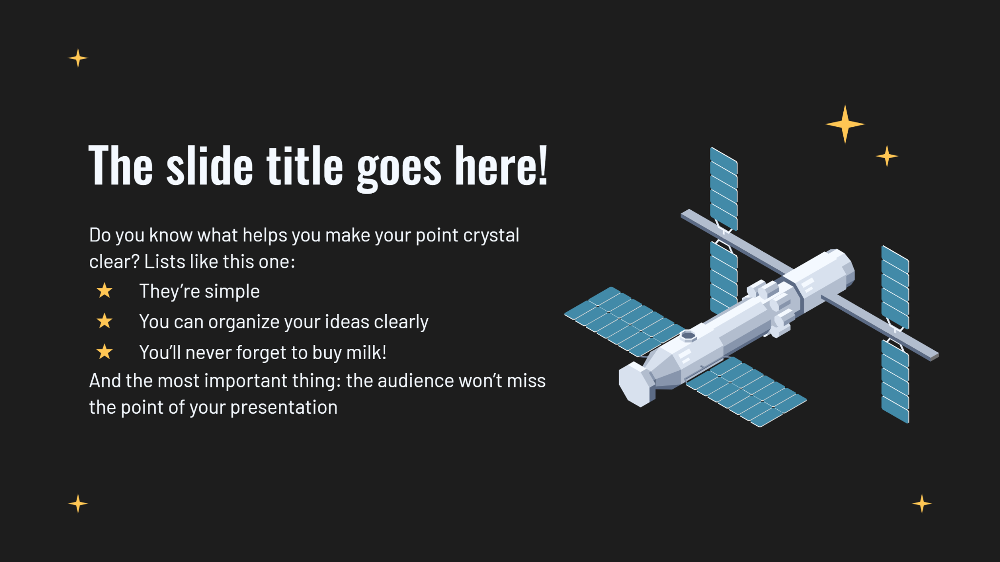 The slide title goes here!
Do you know what helps you make your point crystal
clear? Lists like this one:
They’re simple
You can organize your ideas clearly
You’ll never forget to buy milk!
And the most important thing: the audience won’t miss
the point of your presentation